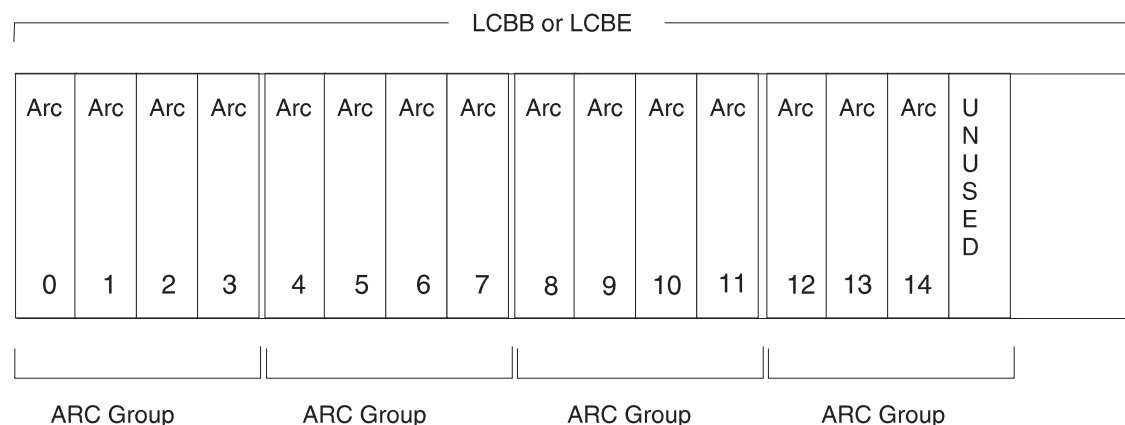 LCBB or LCBE
Arc Arc Arc Arc Arc Arc Arc Arc Arc Arc Arc Arc Arc Arc Arc UNUSED
0 1 2 3 4 5 6 7 8 9 10 11 12 13 14
ARC Group ARC Group ARC Group ARC Group